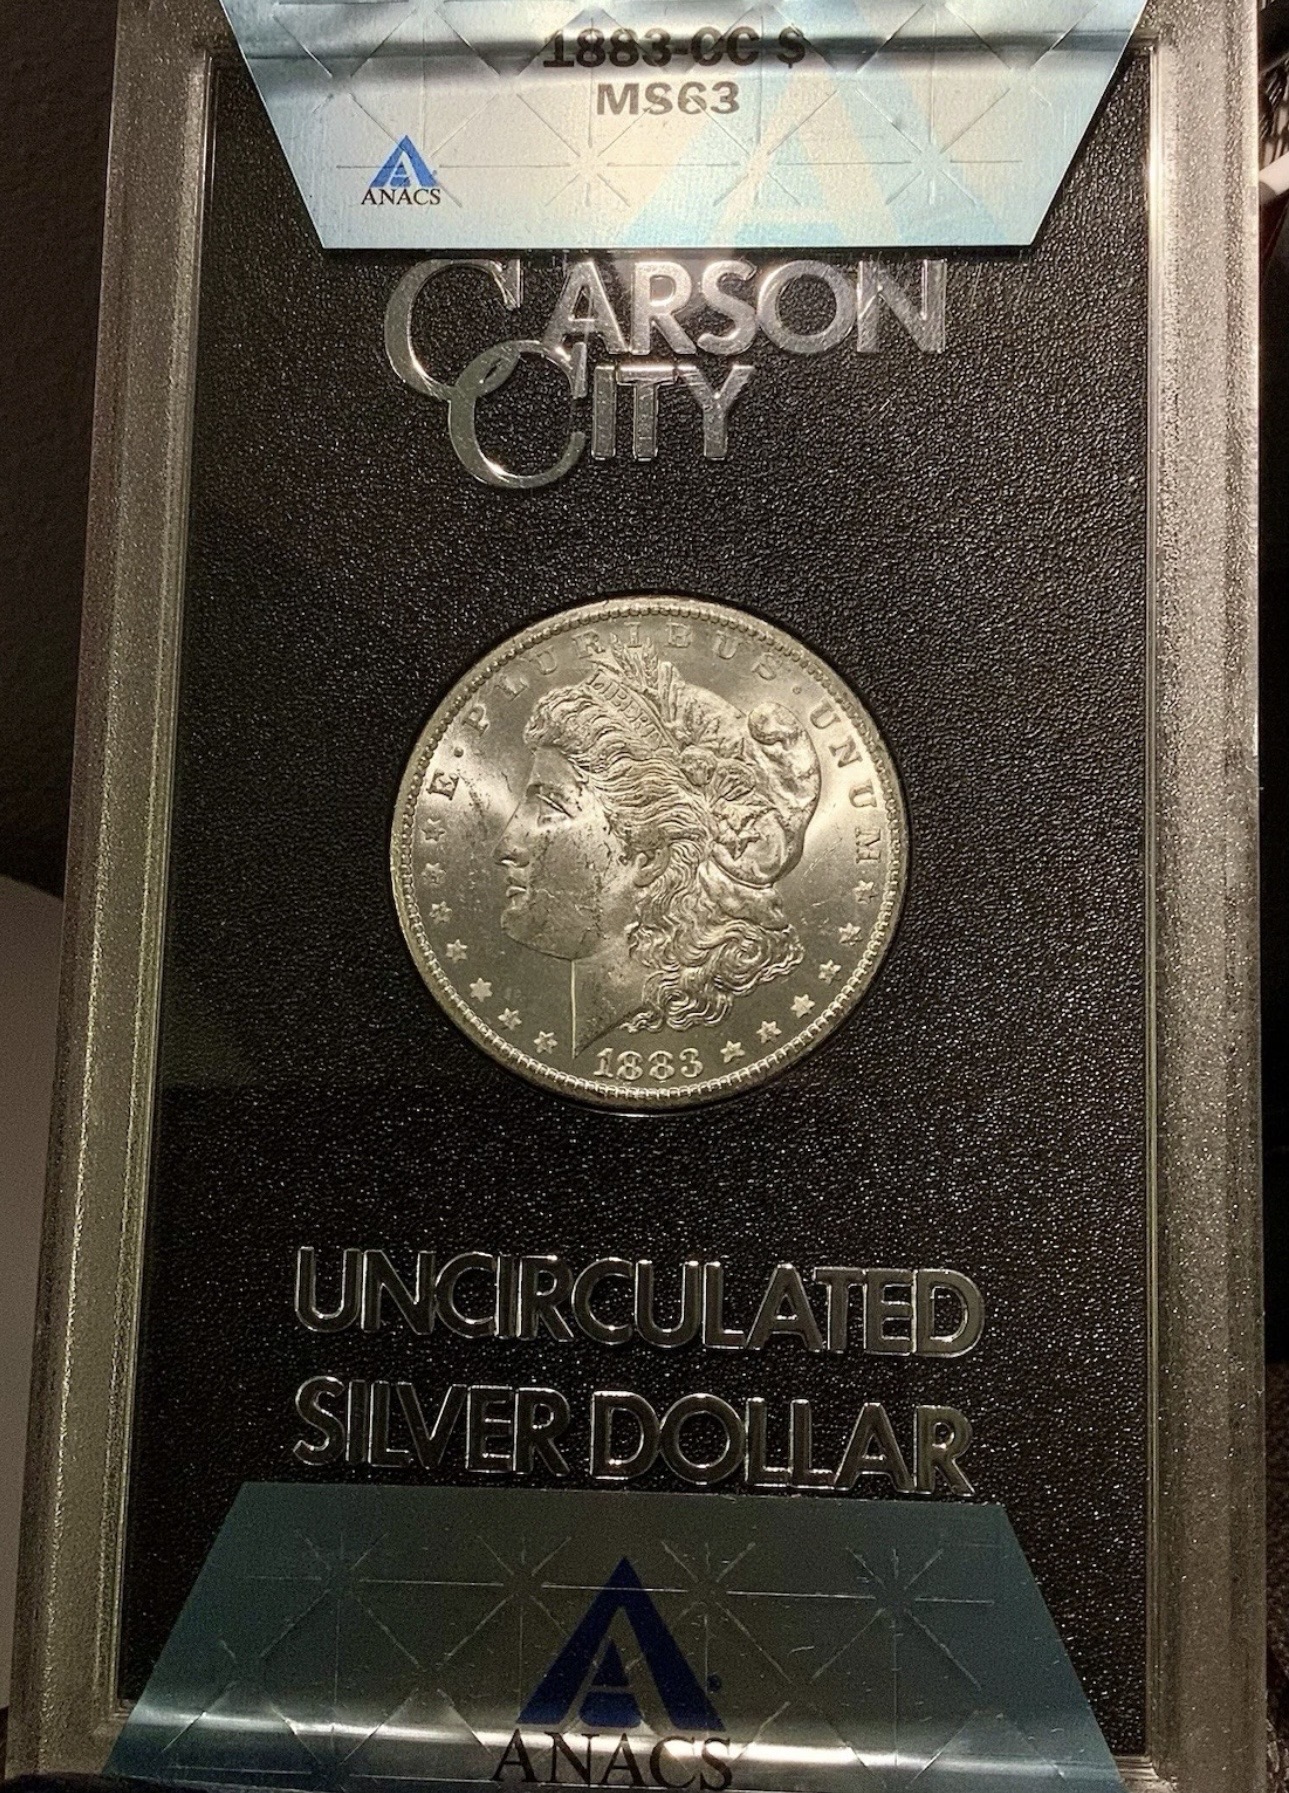 1883-CC $
MS63
ANACS
CARSON
CITY
E·PLURIBUS·UNUM
LIBERTY
1883
UNCIRCULATED
SILVER DOLLAR
A
ANACS